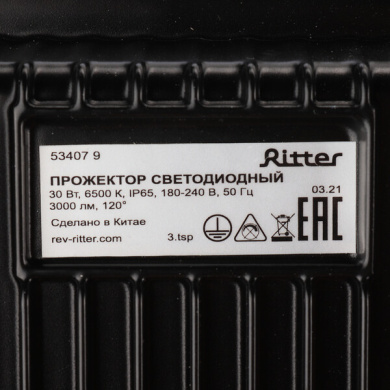 53407 9 Ritter
ПРОЖЕКТОР СВЕТОДИОДНЫЙ
30 Вт, 6500 К, IP65, 180-240 В, 50 Гц 03.21
3000 лм, 120°
Сделано в Китае
rev-ritter.com 3.tsp EAC